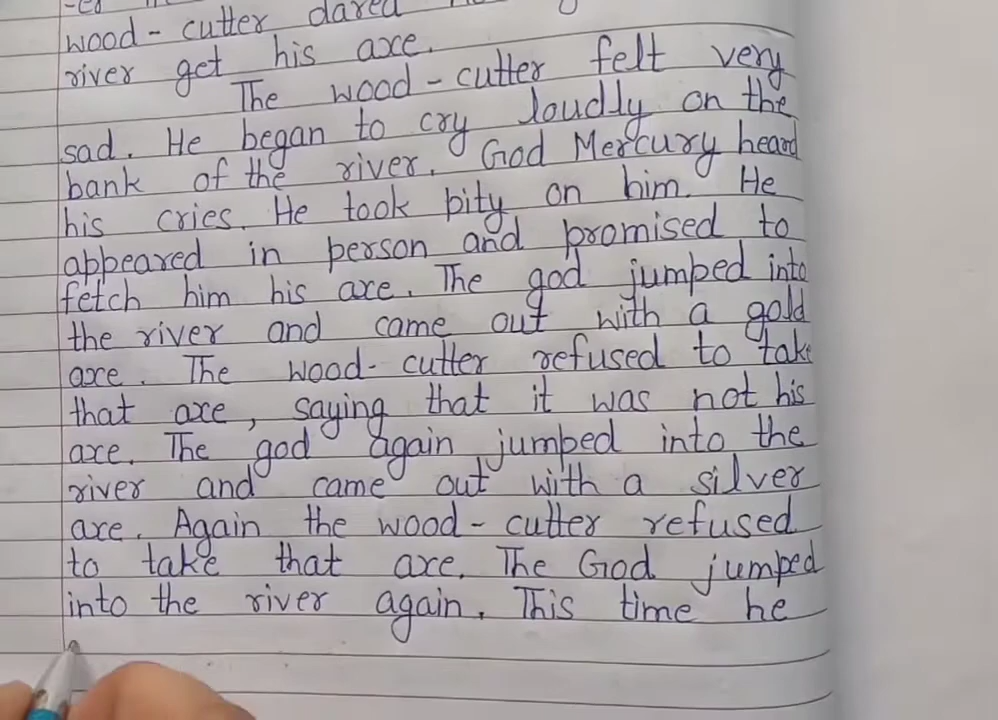 wood-cutter dared
river get his axe.
The wood-cutter felt very
sad. He began to cry loudly on the
bank of the river. God Mercury heard
his cries. He took pity on him. He
appeared in person and promised to
fetch him his axe. The god jumped into
the river and came out with a gold
axe. The wood-cutter refused to take
that axe, saying that it was not his
axe. The god again jumped into the
river and came out with a silver
axe. Again the wood-cutter refused
to take that axe. The God jumped
into the river again. This time he